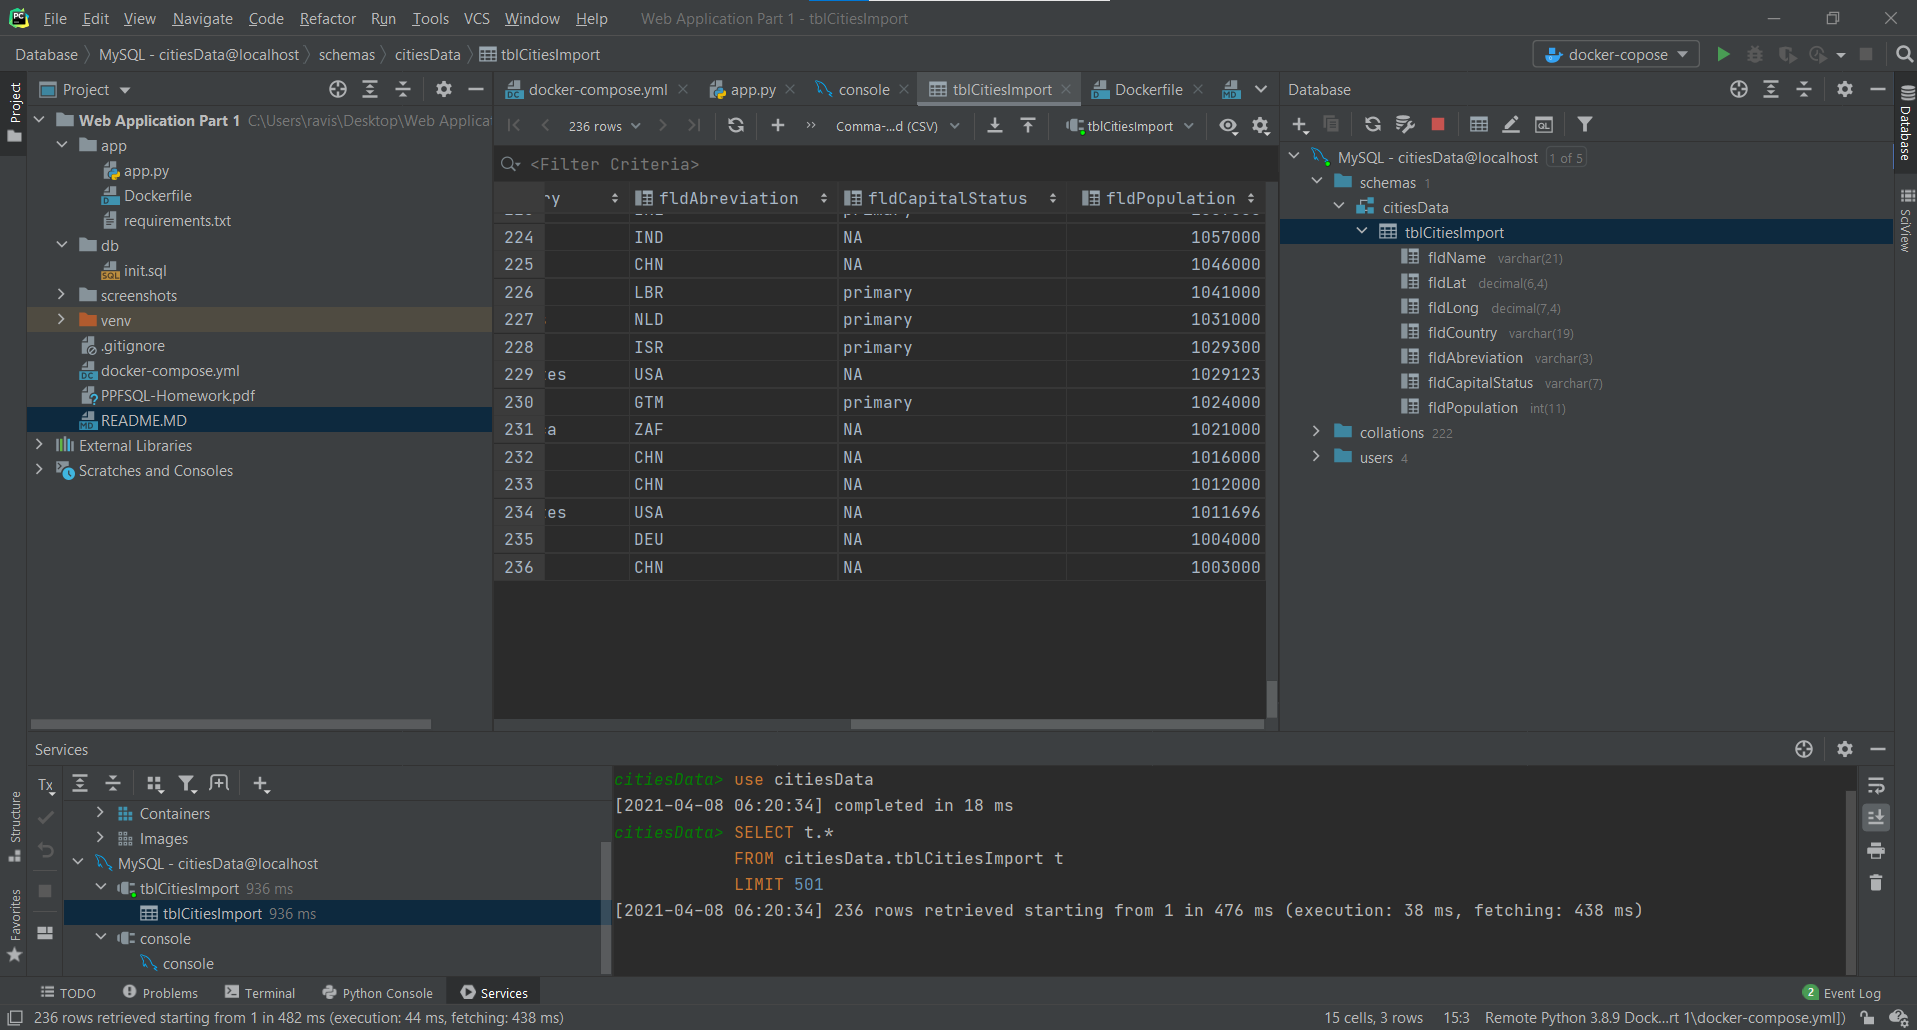 PC File Edit View Navigate Code Refactor Run Tools VCS Window Help Web Application Part 1 - tblCitiesImport
Database MySQL - citiesData@localhost schemas citiesData tblCitiesImport docker-copose
Project
Project
Web Application Part 1 C:\Users\ravis\Desktop\Web Applicat
app
app.py
Dockerfile
requirements.txt
db
init.sql
screenshots
venv
.gitignore
docker-compose.yml
PPFSQL-Homework.pdf
README.MD
External Libraries
Scratches and Consoles
docker-compose.yml app.py console tblCitiesImport Dockerfile
236 rows Comma-...d (CSV) tblCitiesImport
<Filter Criteria>
ry fldAbreviation fldCapitalStatus fldPopulation
224 IND NA 1057000
225 CHN NA 1046000
226 LBR primary 1041000
227 NLD primary 1031000
228 ISR primary 1029300
229 tes USA NA 1029123
230 GTM primary 1024000
231 a ZAF NA 1021000
232 CHN NA 1016000
233 CHN NA 1012000
234 tes USA NA 1011696
235 DEU NA 1004000
236 CHN NA 1003000
Database
MySQL - citiesData@localhost 1 of 5
schemas 1
citiesData
tblCitiesImport
fldName varchar(21)
fldLat decimal(6,4)
fldLong decimal(7,4)
fldCountry varchar(19)
fldAbreviation varchar(3)
fldCapitalStatus varchar(7)
fldPopulation int(11)
collations 222
users 4
Database
SciView
Services
Tx
Containers
Images
MySQL - citiesData@localhost
tblCitiesImport 936 ms
tblCitiesImport 936 ms
console
console
citiesData> use citiesData
[2021-04-08 06:20:34] completed in 18 ms
citiesData> SELECT t.*
FROM citiesData.tblCitiesImport t
LIMIT 501
[2021-04-08 06:20:34] 236 rows retrieved starting from 1 in 476 ms (execution: 38 ms, fetching: 438 ms)
Structure
Favorites
TODO Problems Terminal Python Console Services 2 Event Log
236 rows retrieved starting from 1 in 482 ms (execution: 44 ms, fetching: 438 ms) 15 cells, 3 rows 15:3 Remote Python 3.8.9 Dock...rt 1\docker-compose.yml])